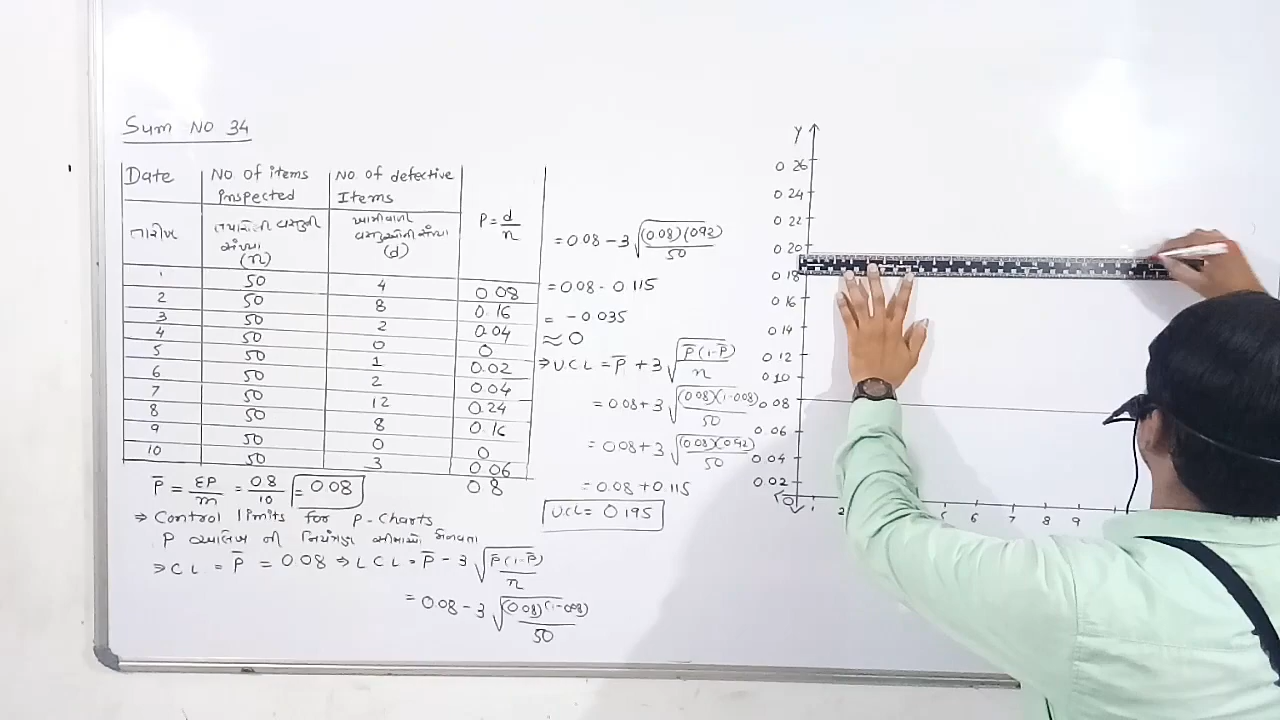 Sum NO 34
Date | No of items Inspected | No of defective Items | P = d/n
તારીખ | તપાસેલી વસ્તુની સંખ્યા (n) | ખામીવાળી વસ્તુઓની સંખ્યા (d)
1 | 50 | 4 | 0.08
2 | 50 | 8 | 0.16
3 | 50 | 2 | 0.04
4 | 50 | 0 | 0
5 | 50 | 1 | 0.02
6 | 50 | 2 | 0.04
7 | 50 | 12 | 0.24
8 | 50 | 8 | 0.16
9 | 50 | 0 | 0
10 | 50 | 3 | 0.06
0.8
P̅ = ΣP/m = 0.8/10 = 0.08
⇒ Control limits for P-Charts
P આલેખ ની નિયંત્રણ સીમાઓ
⇒ CL = P̅ = 0.08 ⇒ LCL = P̅ - 3 √(P̅(1-P̅)/n)
= 0.08 - 3 √((0.08)(1-0.08)/50)
= 0.08 - 3 √((0.08)(0.92)/50)
= 0.08 - 0.115
= -0.035
≈ 0
⇒ UCL = P̅ + 3 √(P̅(1-P̅)/n)
= 0.08 + 3 √((0.08)(1-0.08)/50)
= 0.08 + 3 √((0.08)(0.92)/50)
= 0.08 + 0.115
UCL = 0.195
Y
0.26
0.24
0.22
0.20
0.18
0.16
0.14
0.12
0.10
0.08
0.06
0.04
0.02
0 1 2 5 6 7 8 9